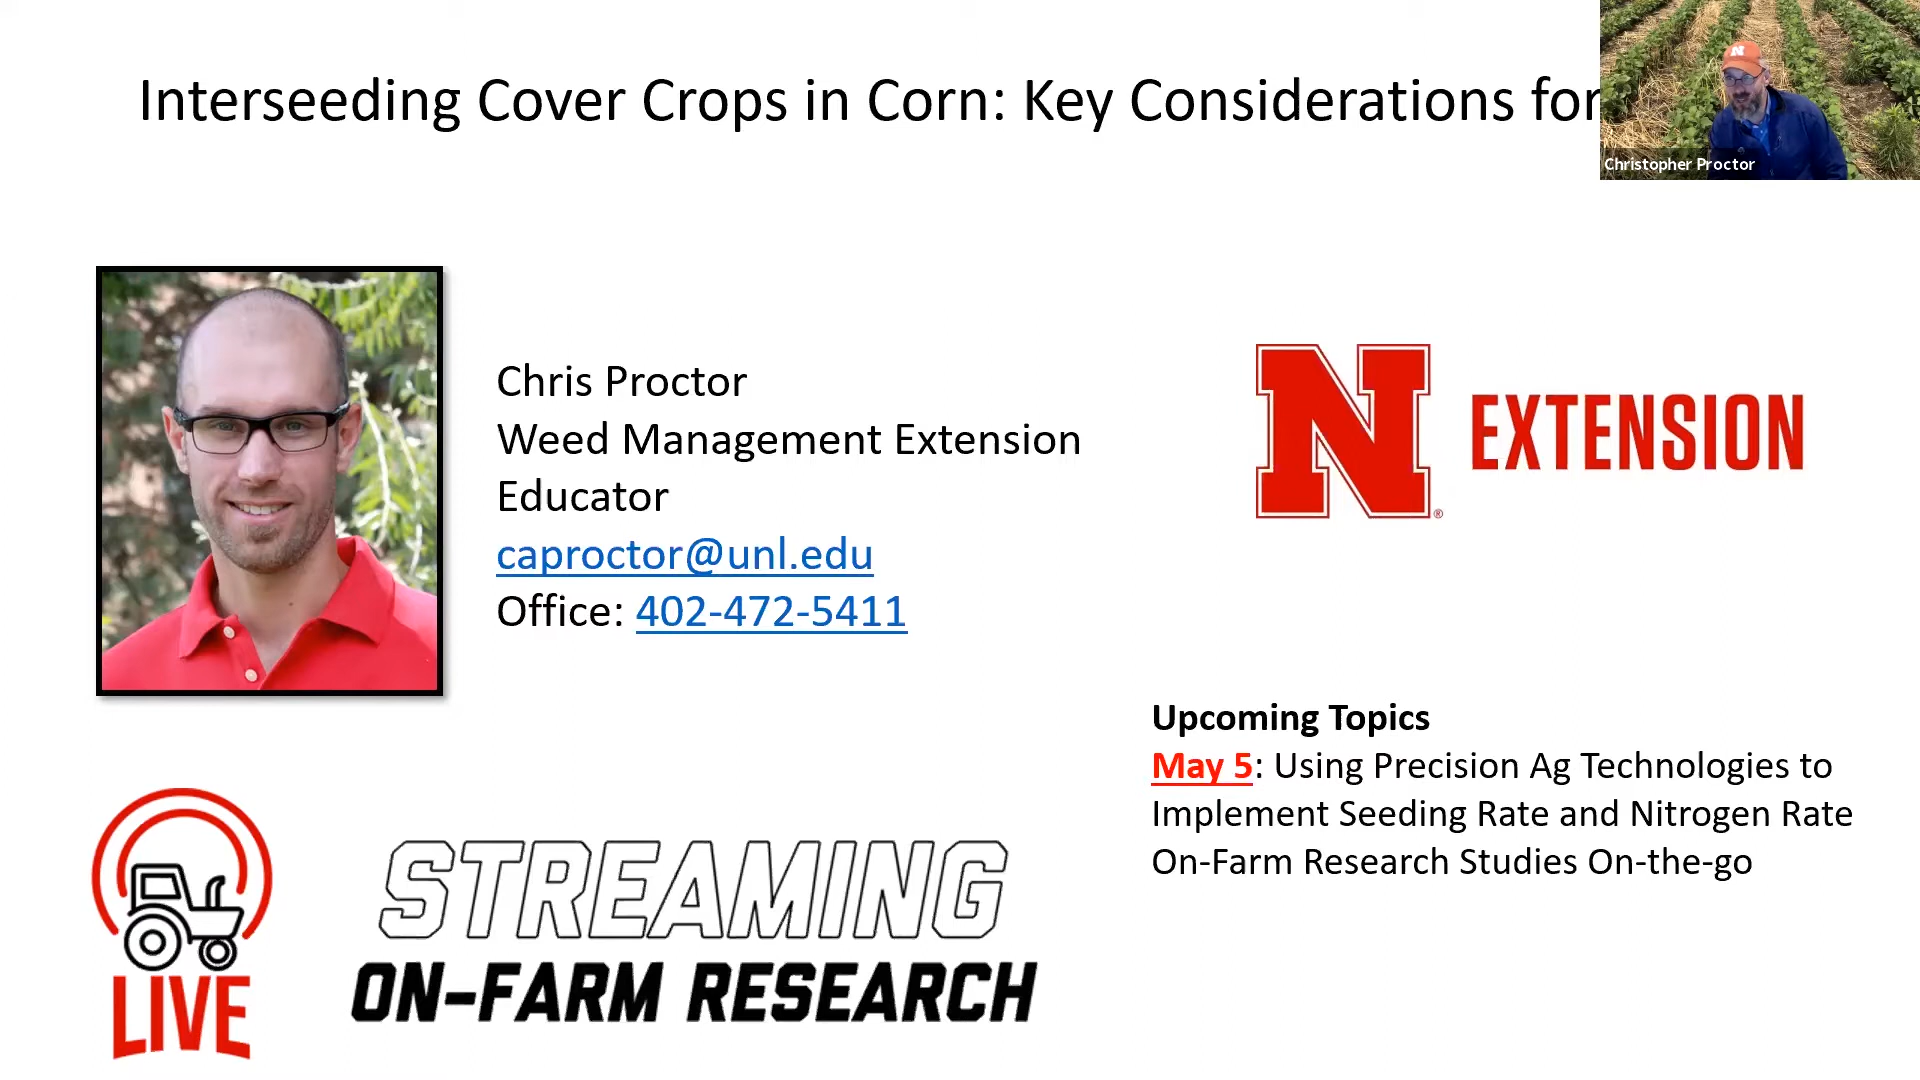 Interseeding Cover Crops in Corn: Key Considerations for
N
Christopher Proctor
Chris Proctor
Weed Management Extension
Educator
caproctor@unl.edu
Office: 402-472-5411
N® EXTENSION
Upcoming Topics
May 5: Using Precision Ag Technologies to
Implement Seeding Rate and Nitrogen Rate
On-Farm Research Studies On-the-go
LIVE
STREAMING
ON-FARM RESEARCH